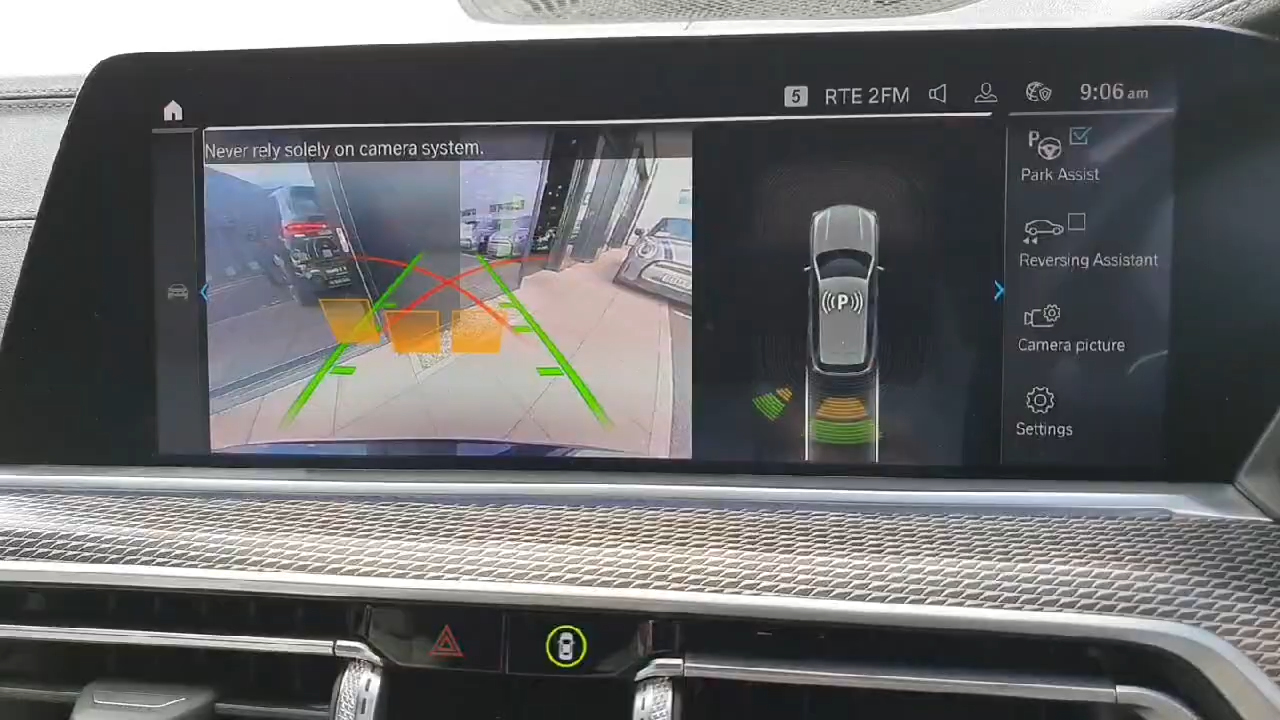 5 RTE 2FM 9:06 am
Never rely solely on camera system.
P
Park Assist
Reversing Assistant
Camera picture
Settings
((P))